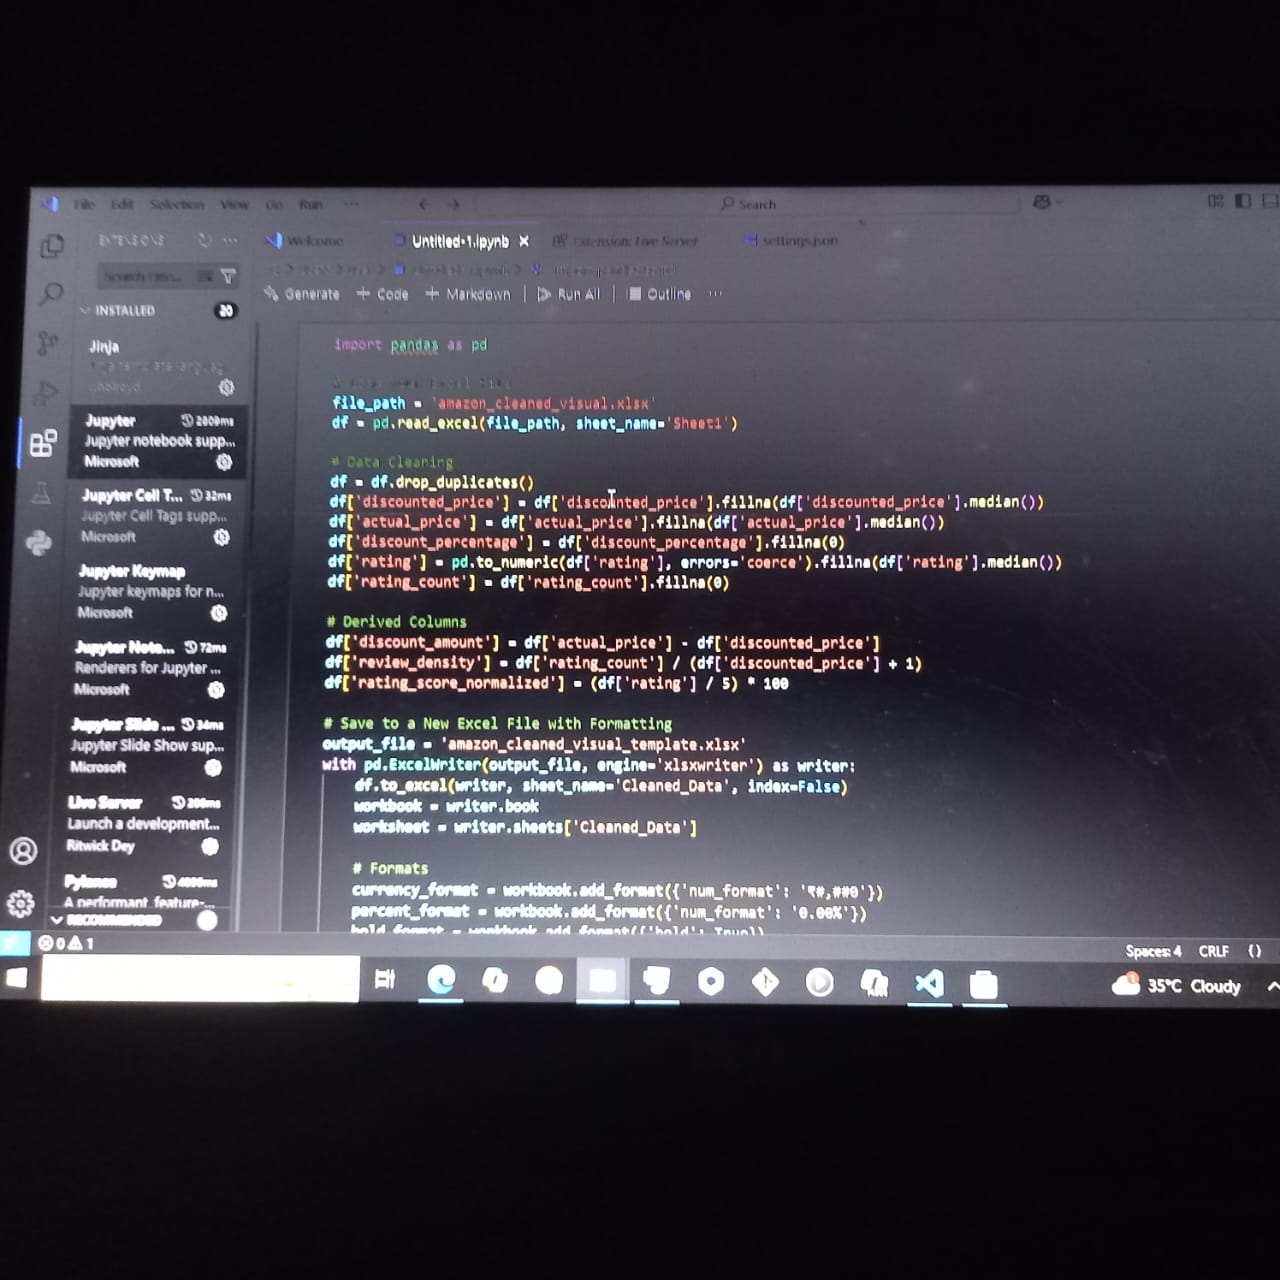 File Edit Selection View Go Run ...
Search
EXTENSIONS
Welcome
Untitled-1.ipynb
Extension: Live Server
settings.json
Generate + Code + Markdown Run All Outline ...
INSTALLED 20
Jinja
wholroyd
Jupyter 2809ms
Jupyter notebook supp...
Microsoft
Jupyter Cell T... 32ms
Jupyter Cell Tags supp...
Microsoft
Jupyter Keymap
Jupyter keymaps for n...
Microsoft
Jupyter Note... 72ms
Renderers for Jupyter ...
Microsoft
Jupyter Slide ... 34ms
Jupyter Slide Show sup...
Microsoft
Live Server 200ms
Launch a development...
Ritwick Dey
Pylance
A performant, feature-...
RECOMMENDED
import pandas as pd
file_path = 'amazon_cleaned_visual.xlsx'
df = pd.read_excel(file_path, sheet_name='Sheet1')
# Data Cleaning
df = df.drop_duplicates()
df['discounted_price'] = df['discounted_price'].fillna(df['discounted_price'].median())
df['actual_price'] = df['actual_price'].fillna(df['actual_price'].median())
df['discount_percentage'] = df['discount_percentage'].fillna(0)
df['rating'] = pd.to_numeric(df['rating'], errors='coerce').fillna(df['rating'].median())
df['rating_count'] = df['rating_count'].fillna(0)
# Derived Columns
df['discount_amount'] = df['actual_price'] - df['discounted_price']
df['review_density'] = df['rating_count'] / (df['discounted_price'] + 1)
df['rating_score_normalized'] = (df['rating'] / 5) * 100
# Save to a New Excel File with Formatting
output_file = 'amazon_cleaned_visual_template.xlsx'
with pd.ExcelWriter(output_file, engine='xlsxwriter') as writer:
df.to_excel(writer, sheet_name='Cleaned_Data', index=False)
workbook = writer.book
worksheet = writer.sheets['Cleaned_Data']
# Formats
currency_format = workbook.add_format({'num_format': '₹#,##0'})
percent_format = workbook.add_format({'num_format': '0.00%'})
bold_format = workbook.add_format({'bold': True})
0 1
Spaces: 4 CRLF {}
35°C Cloudy